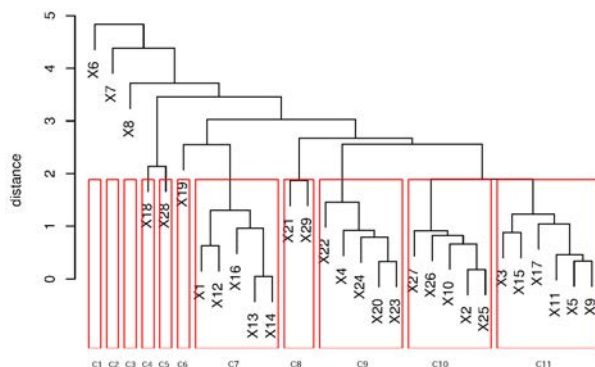 5
4
3
2
1
0
distance
X6
X7
X8
X18
X28
X19
X1
X12
X16
X13
X14
X21
X29
X22
X4
X24
X20
X23
X27
X26
X10
X2
X25
X3
X15
X17
X11
X5
X9
C1 C2 C3 C4 C5 C6 C7 C8 C9 C10 C11